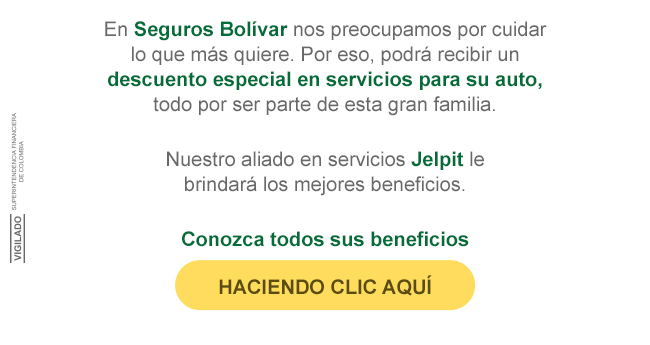 En Seguros Bolívar nos preocupamos por cuidar
lo que más quiere. Por eso, podrá recibir un
descuento especial en servicios para su auto,
todo por ser parte de esta gran familia.
Nuestro aliado en servicios Jelpit le
brindará los mejores beneficios.
Conozca todos sus beneficios
HACIENDO CLIC AQUÍ
VIGILADO
SUPERINTENDENCIA FINANCIERA
DE COLOMBIA